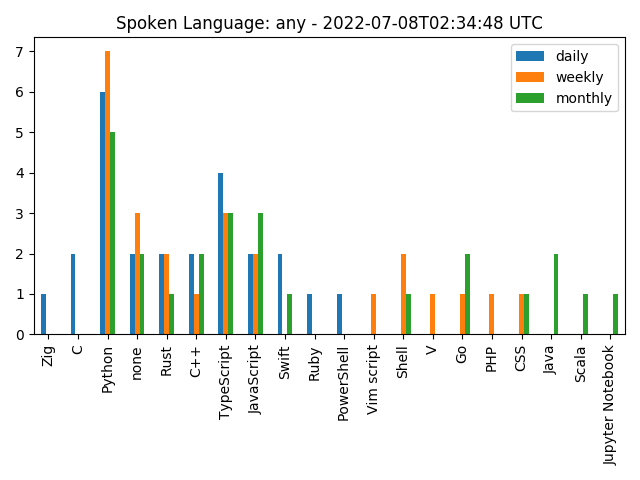 Spoken Language: any - 2022-07-08T02:34:48 UTC
daily
weekly
monthly
7
6
5
4
3
2
1
0
Zig
C
Python
none
Rust
C++
TypeScript
JavaScript
Swift
Ruby
PowerShell
Vim script
Shell
V
Go
PHP
CSS
Java
Scala
Jupyter Notebook